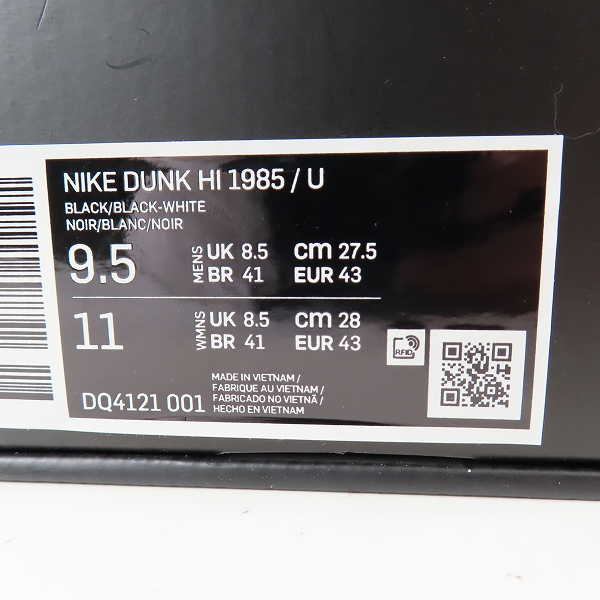 NIKE DUNK HI 1985 / U
BLACK/BLACK-WHITE
NOIR/BLANC/NOIR
9.5 MENS UK 8.5 cm 27.5
BR 41 EUR 43
11 WMNS UK 8.5 cm 28
BR 41 EUR 43
RFID
DQ4121 001
MADE IN VIETNAM /
FABRIQUE AU VIETNAM /
FABRICADO NO VIETNÃ /
HECHO EN VIETNAM